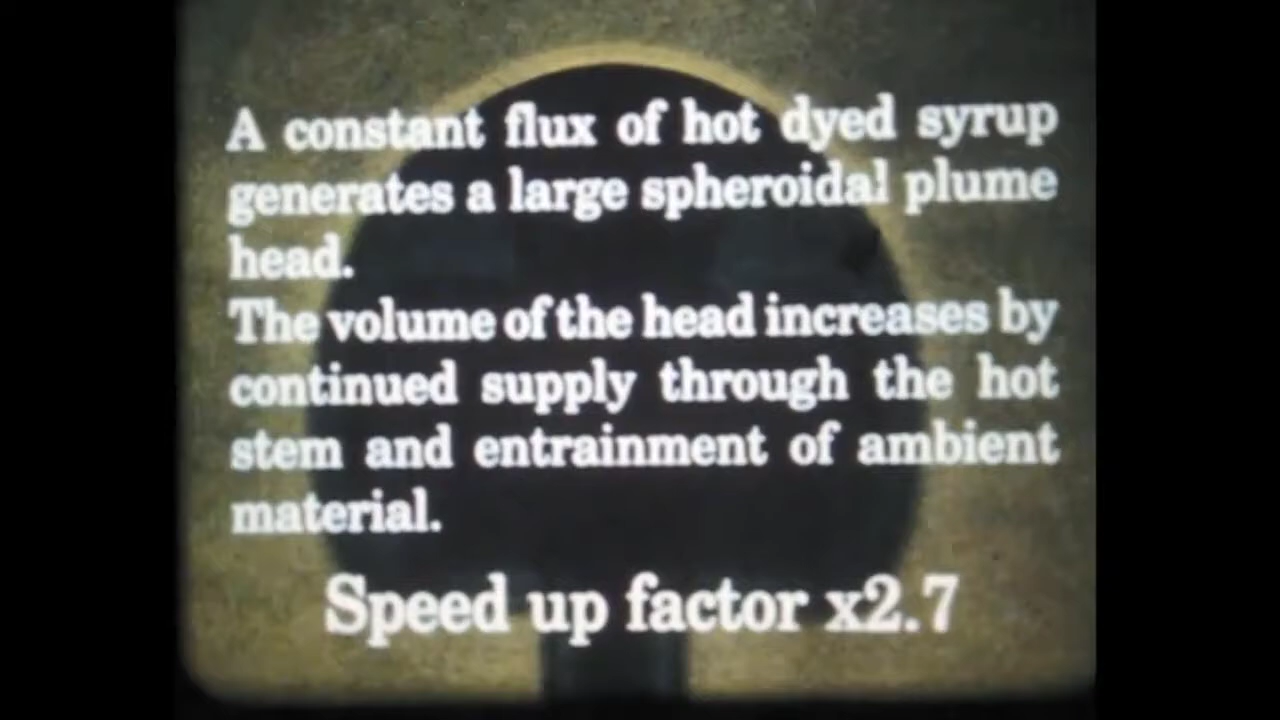 A constant flux of hot dyed syrup
generates a large spheroidal plume
head.
The volume of the head increases by
continued supply through the hot
stem and entrainment of ambient
material.
Speed up factor x2.7